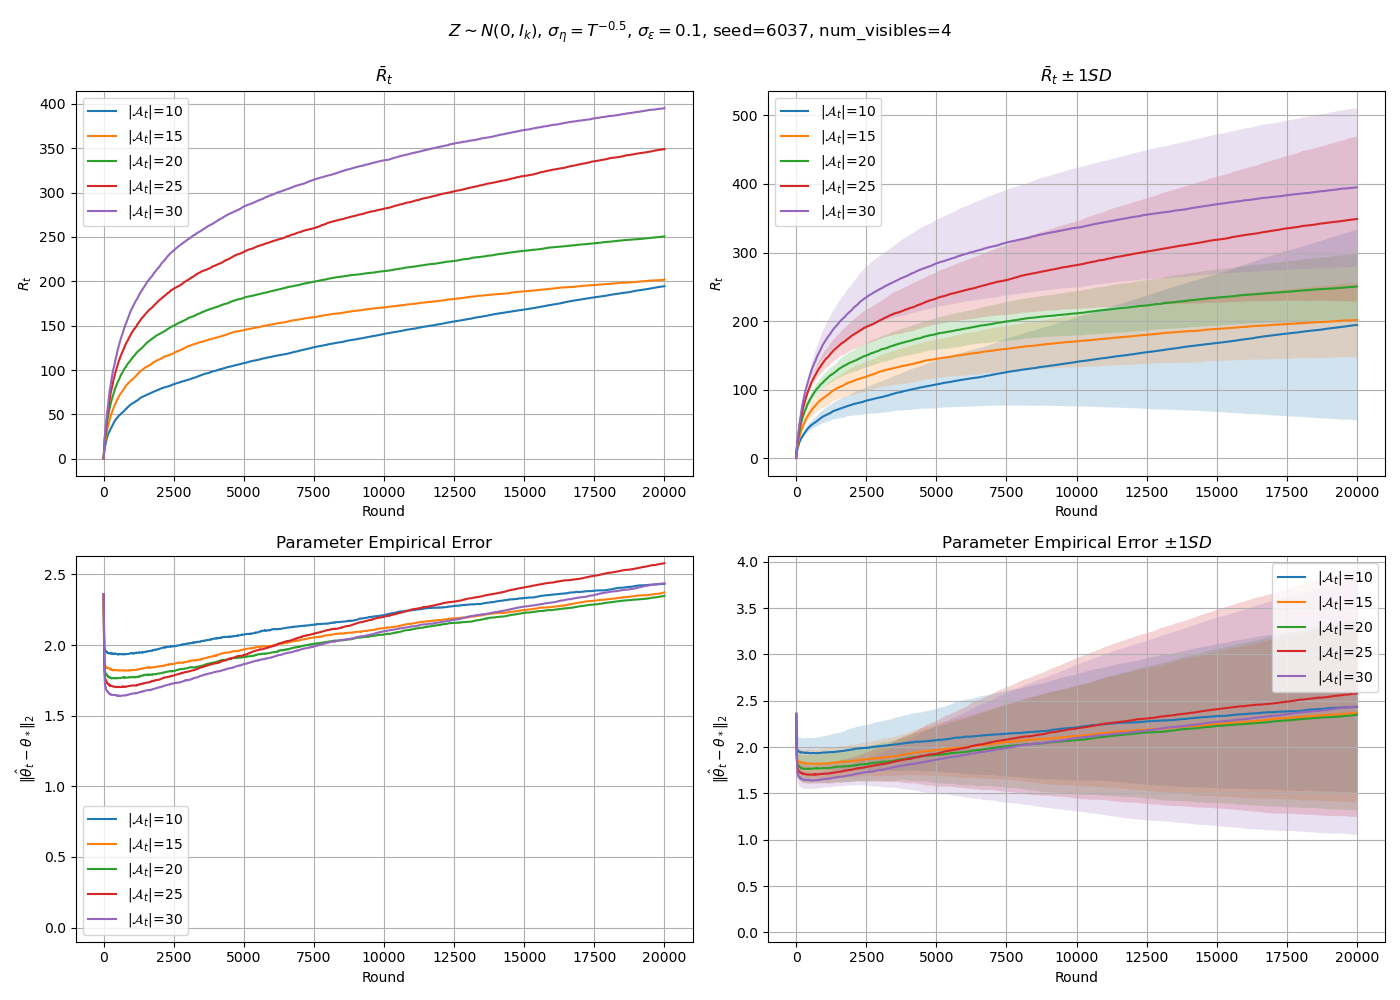 Z ∼ N(0, I_k), σ_η = T^{−0.5}, σ_ε = 0.1, seed=6037, num_visibles=4
R̄_t
R_t
400
350
300
250
200
150
100
50
0
|𝒜_t|=10
|𝒜_t|=15
|𝒜_t|=20
|𝒜_t|=25
|𝒜_t|=30
0 2500 5000 7500 10000 12500 15000 17500 20000
Round
R̄_t ± 1SD
R_t
500
400
300
200
100
0
|𝒜_t|=10
|𝒜_t|=15
|𝒜_t|=20
|𝒜_t|=25
|𝒜_t|=30
0 2500 5000 7500 10000 12500 15000 17500 20000
Round
Parameter Empirical Error
‖θ̂_t − θ_*‖_2
2.5
2.0
1.5
1.0
0.5
0.0
|𝒜_t|=10
|𝒜_t|=15
|𝒜_t|=20
|𝒜_t|=25
|𝒜_t|=30
0 2500 5000 7500 10000 12500 15000 17500 20000
Round
Parameter Empirical Error ±1SD
‖θ̂_t − θ_*‖_2
4.0
3.5
3.0
2.5
2.0
1.5
1.0
0.5
0.0
|𝒜_t|=10
|𝒜_t|=15
|𝒜_t|=20
|𝒜_t|=25
|𝒜_t|=30
0 2500 5000 7500 10000 12500 15000 17500 20000
Round